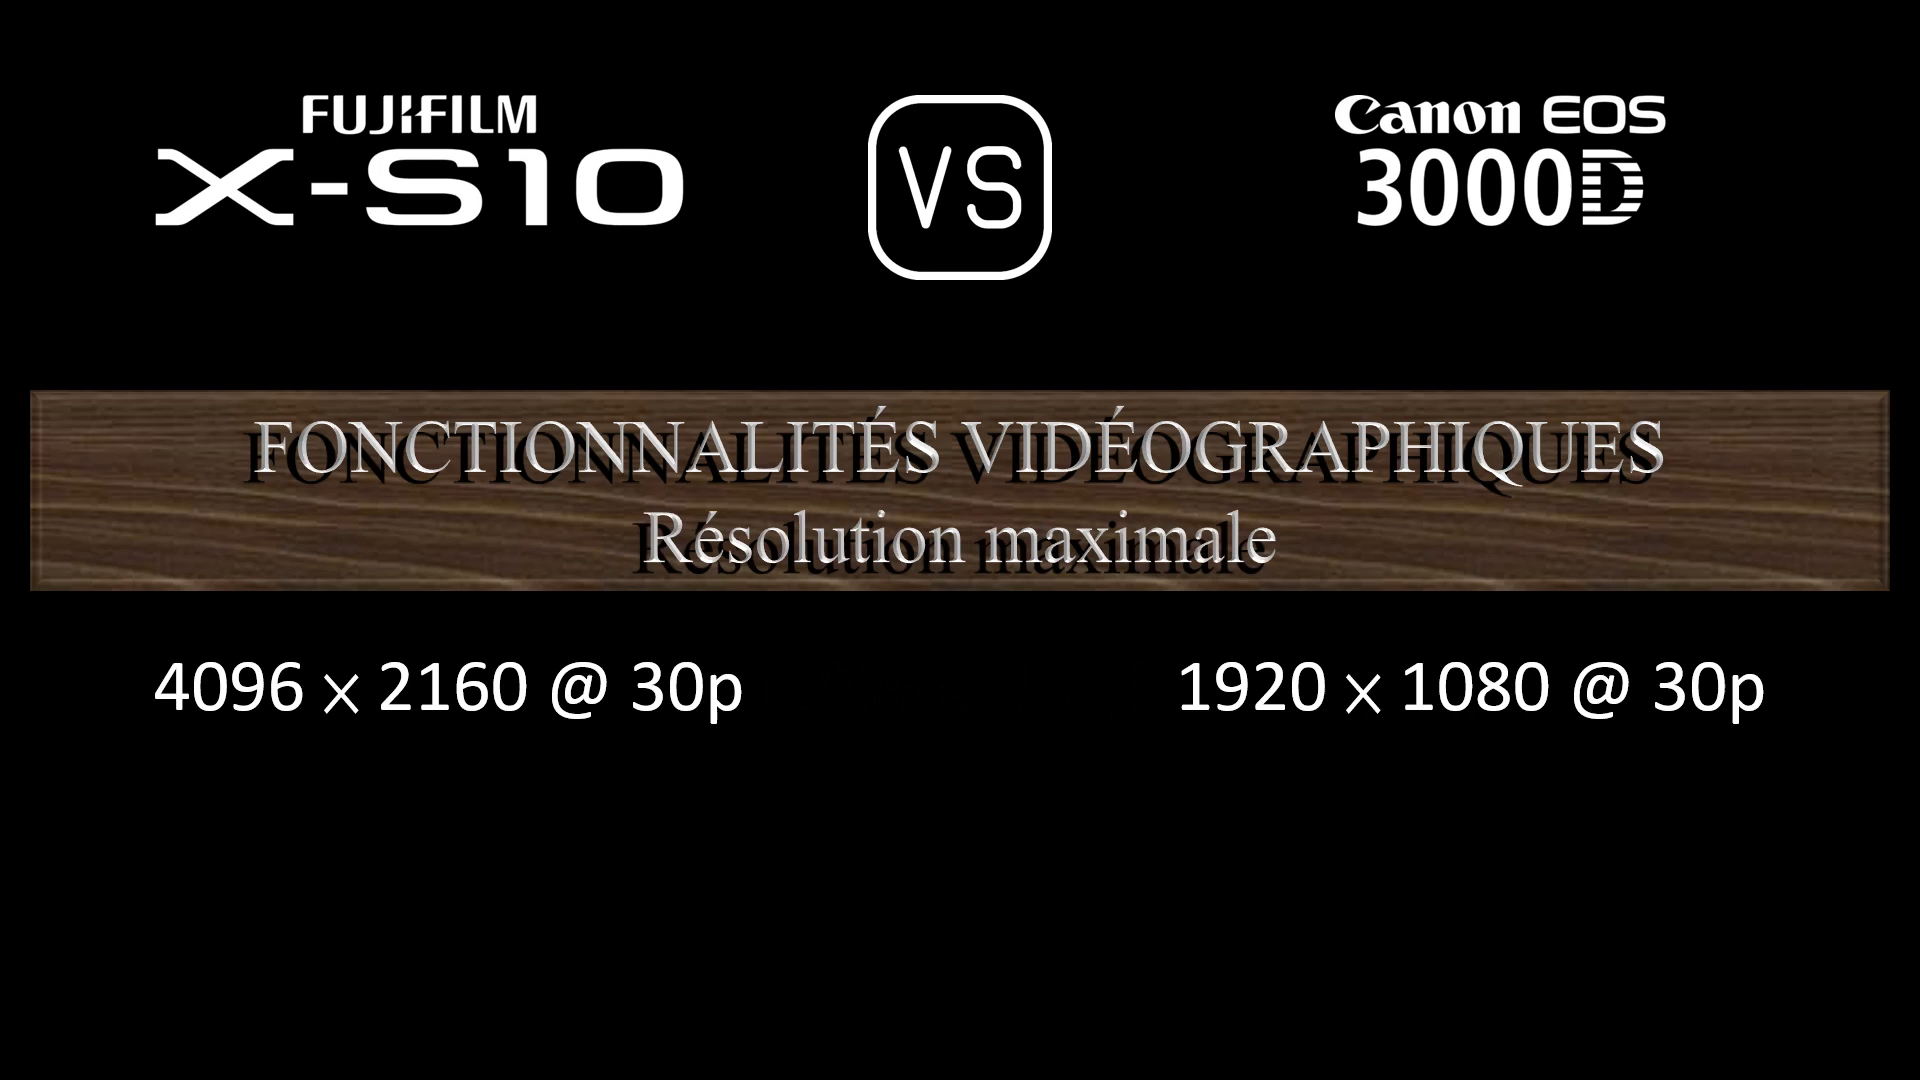 FUJIFILM
X-S10
VS
Canon EOS
3000D
FONCTIONNALITÉS VIDÉOGRAPHIQUES
Résolution maximale
4096 x 2160 @ 30p
1920 x 1080 @ 30p